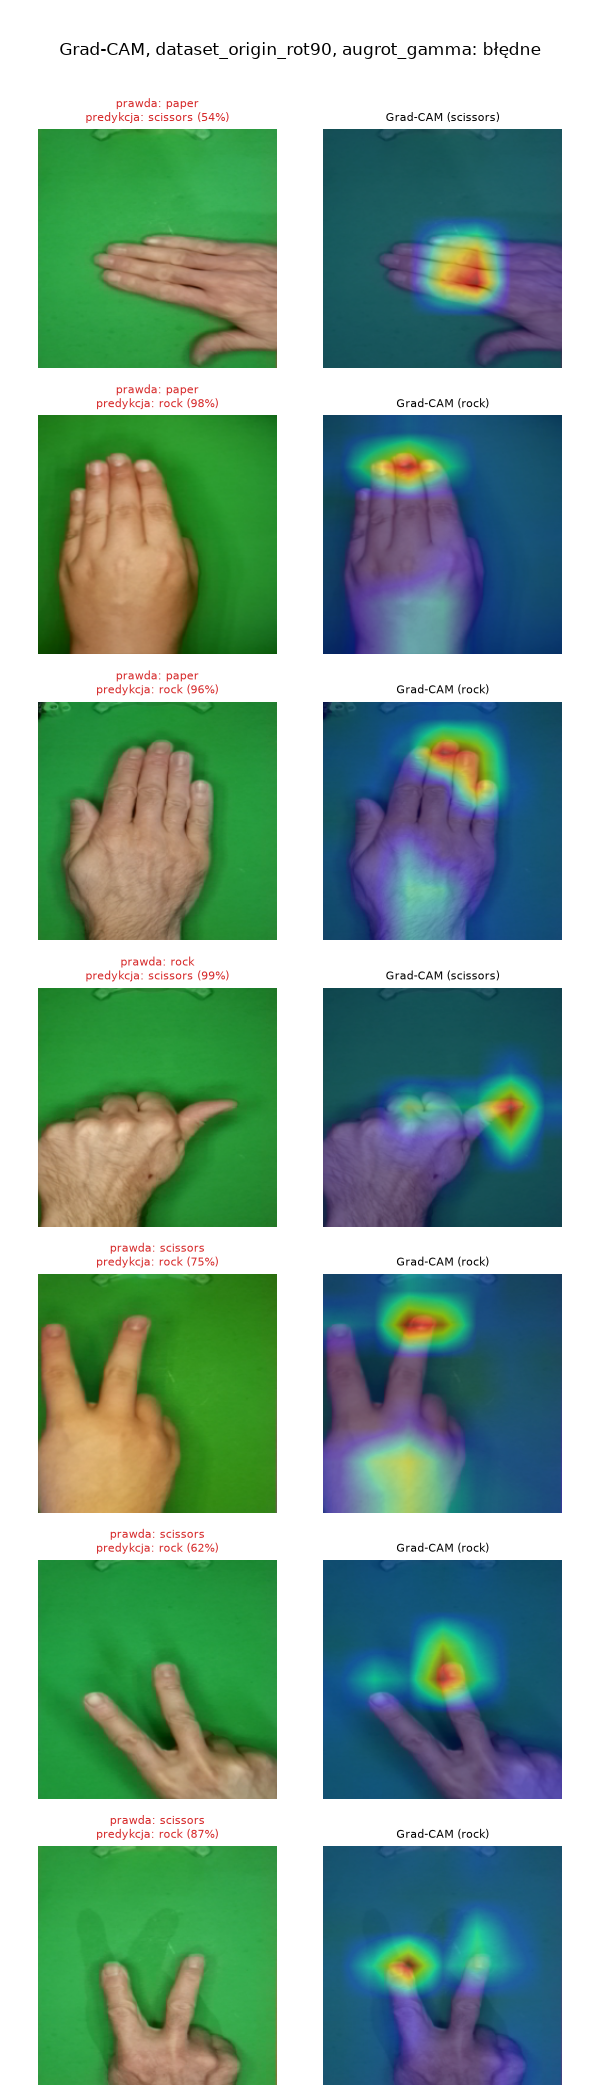 Grad-CAM, dataset_origin_rot90, augrot_gamma: błędne
prawda: paper
predykcja: scissors (54%)
Grad-CAM (scissors)
prawda: paper
predykcja: rock (98%)
Grad-CAM (rock)
prawda: paper
predykcja: rock (96%)
Grad-CAM (rock)
prawda: rock
predykcja: scissors (99%)
Grad-CAM (scissors)
prawda: scissors
predykcja: rock (75%)
Grad-CAM (rock)
prawda: scissors
predykcja: rock (62%)
Grad-CAM (rock)
prawda: scissors
predykcja: rock (87%)
Grad-CAM (rock)